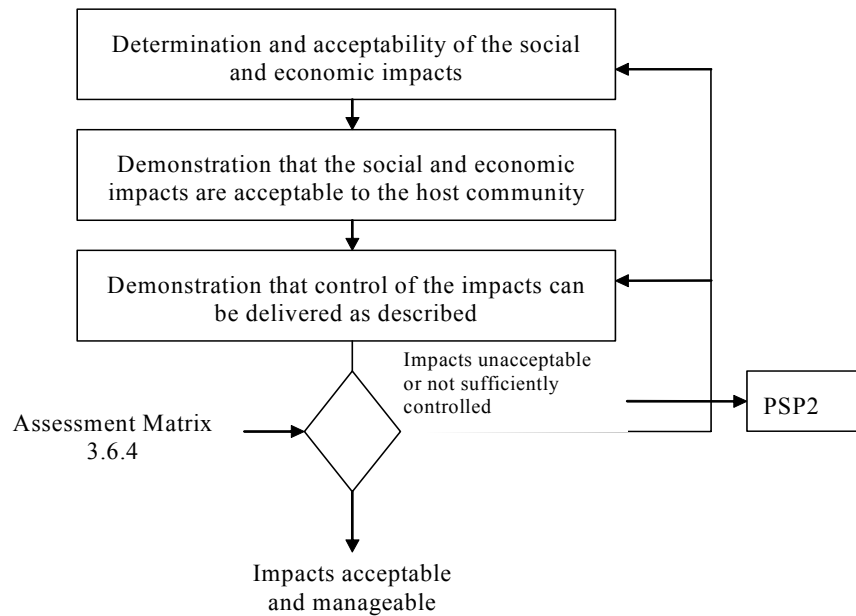 Determination and acceptability of the social
and economic impacts
Demonstration that the social and economic
impacts are acceptable to the host community
Demonstration that control of the impacts can
be delivered as described
Impacts unacceptable
or not sufficiently
controlled
PSP2
Assessment Matrix
3.6.4
Impacts acceptable
and manageable